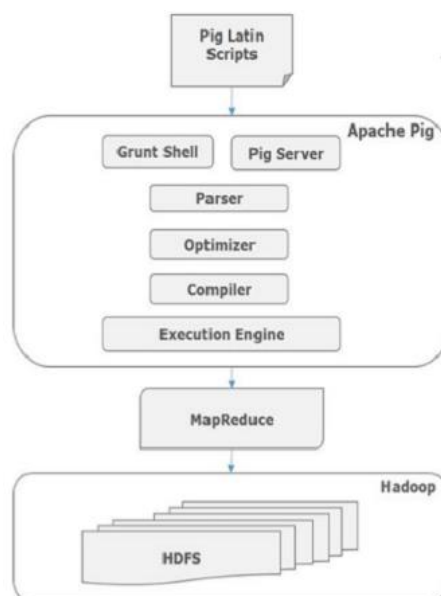 Pig Latin
Scripts
Apache Pig
Grunt Shell
Pig Server
Parser
Optimizer
Compiler
Execution Engine
MapReduce
Hadoop
HDFS